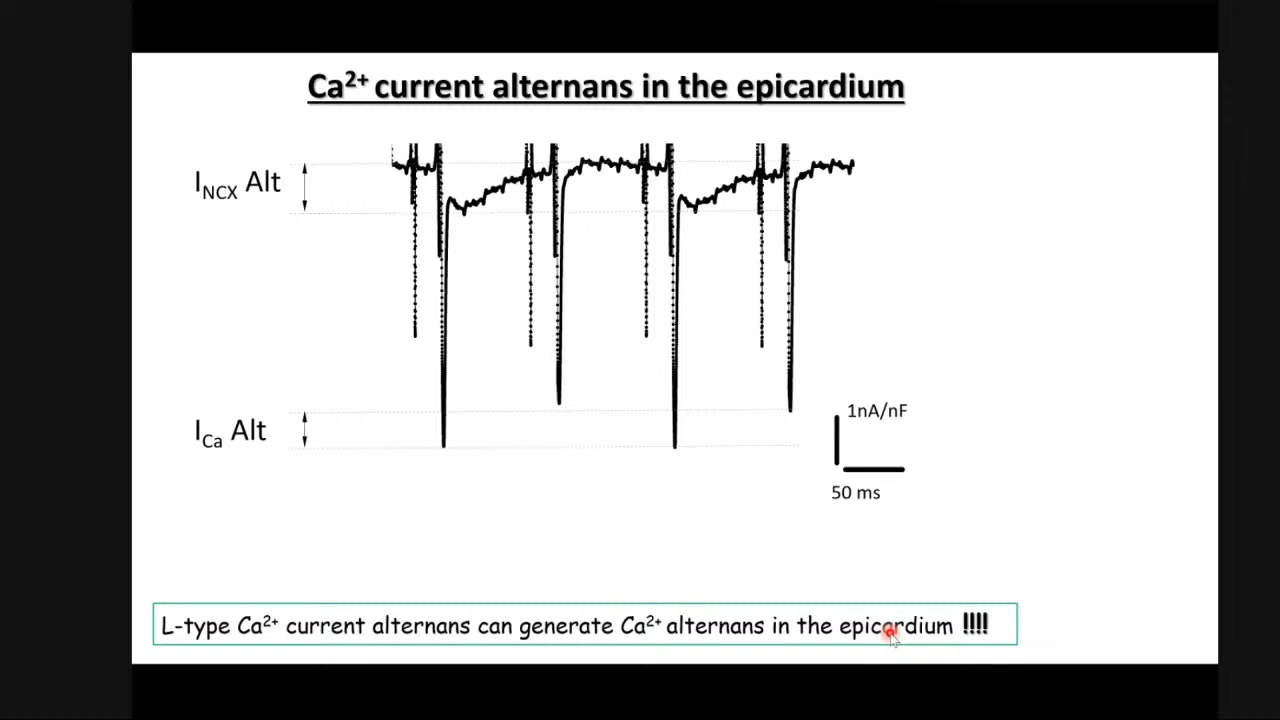 Ca²⁺ current alternans in the epicardium
I_NCX Alt
I_Ca Alt
1nA/nF
50 ms
L-type Ca²⁺ current alternans can generate Ca²⁺ alternans in the epicardium !!!!